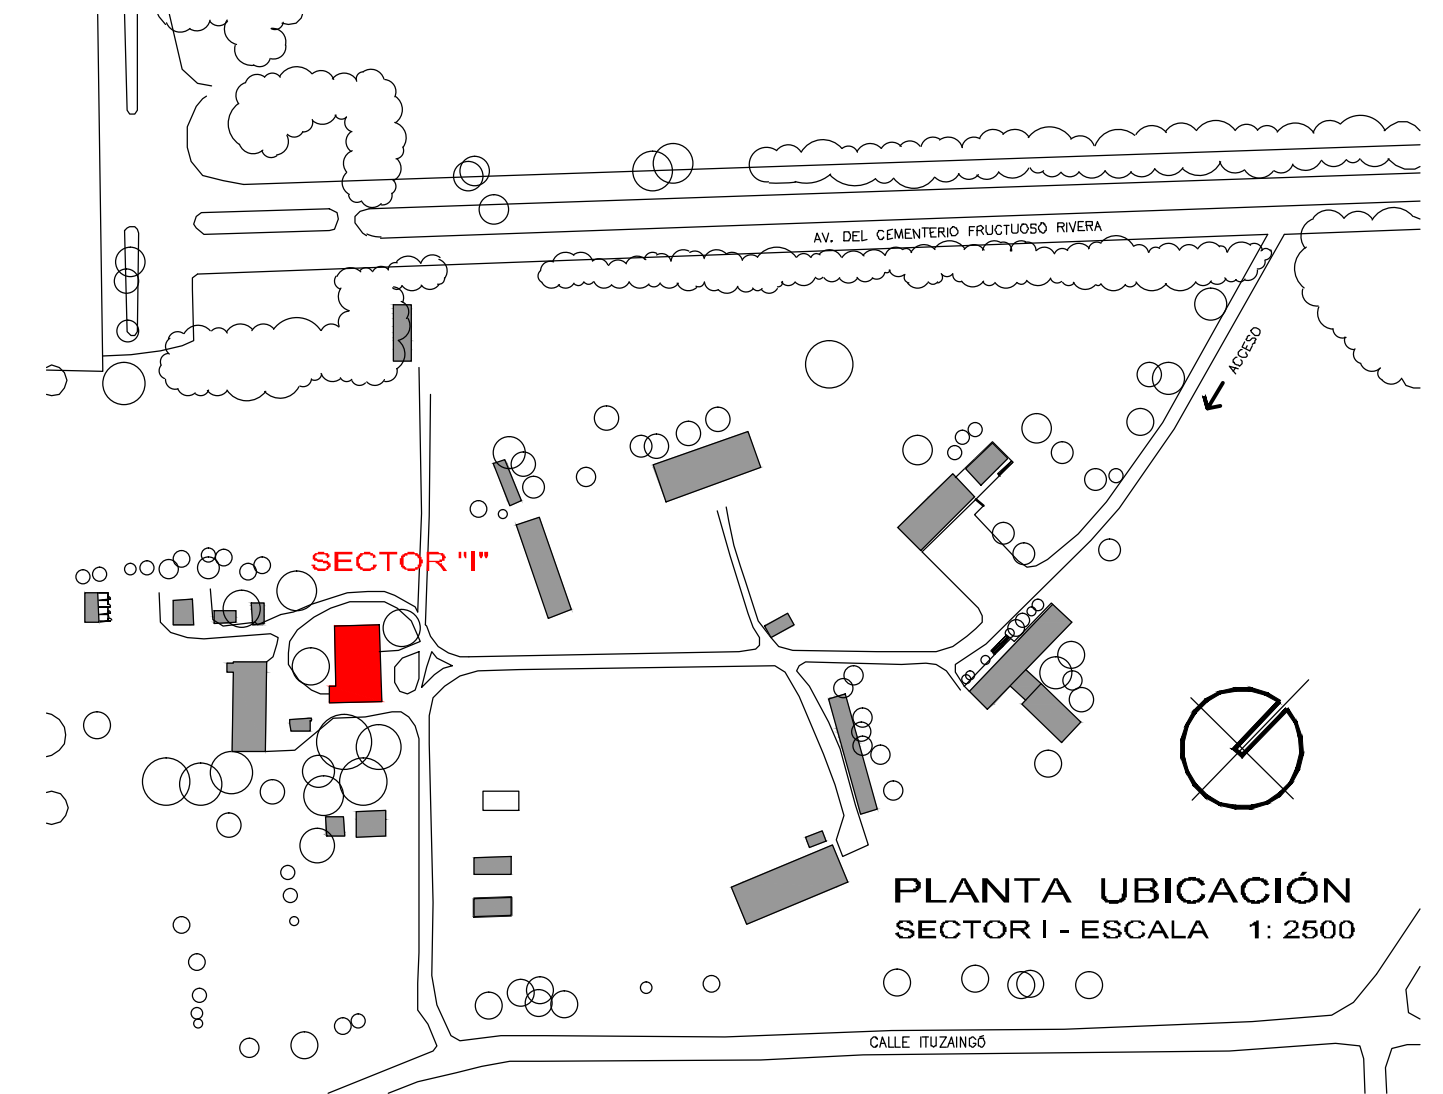 AV. DEL CEMENTERIO FRUCTUOSO RIVERA
ACCESO
SECTOR "I"
PLANTA UBICACIÓN
SECTOR I - ESCALA 1: 2500
CALLE ITUZAINGÓ